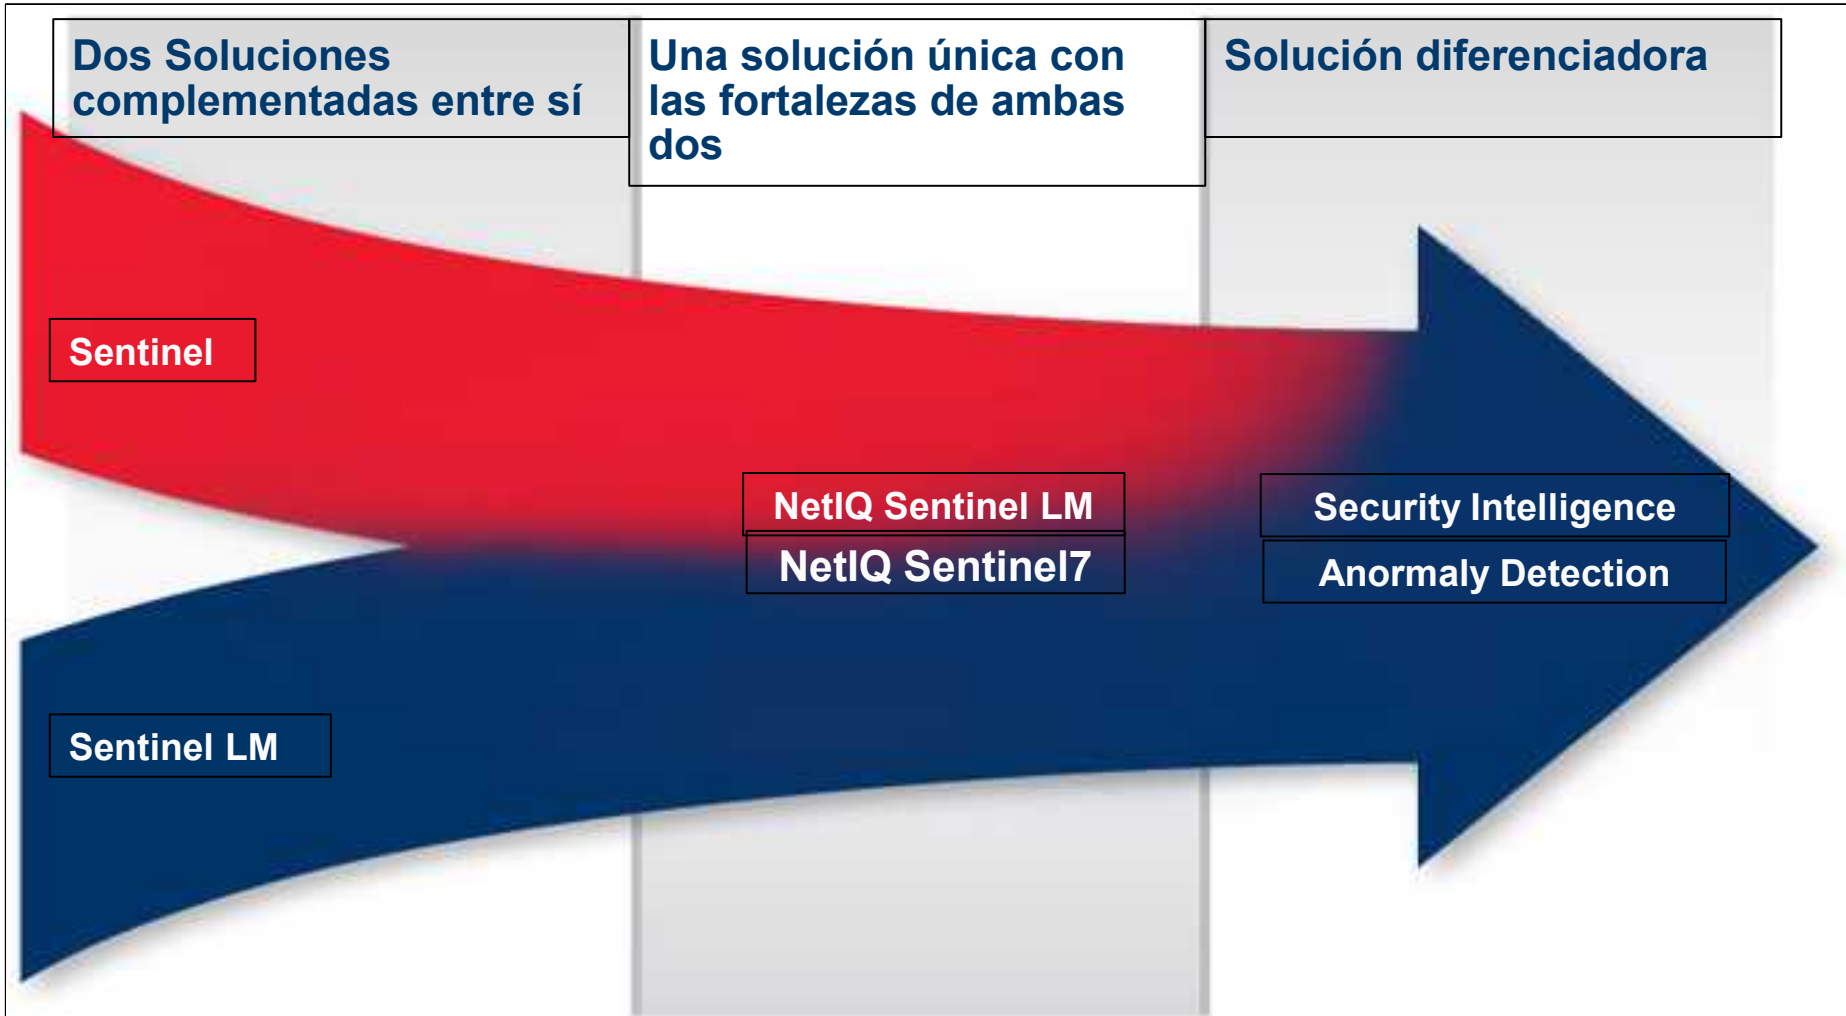 Dos Soluciones
complementadas entre sí
Una solución única con
las fortalezas de ambas
dos
Solución diferenciadora
Sentinel
NetIQ Sentinel LM
NetIQ Sentinel7
Security Intelligence
Anormaly Detection
Sentinel LM